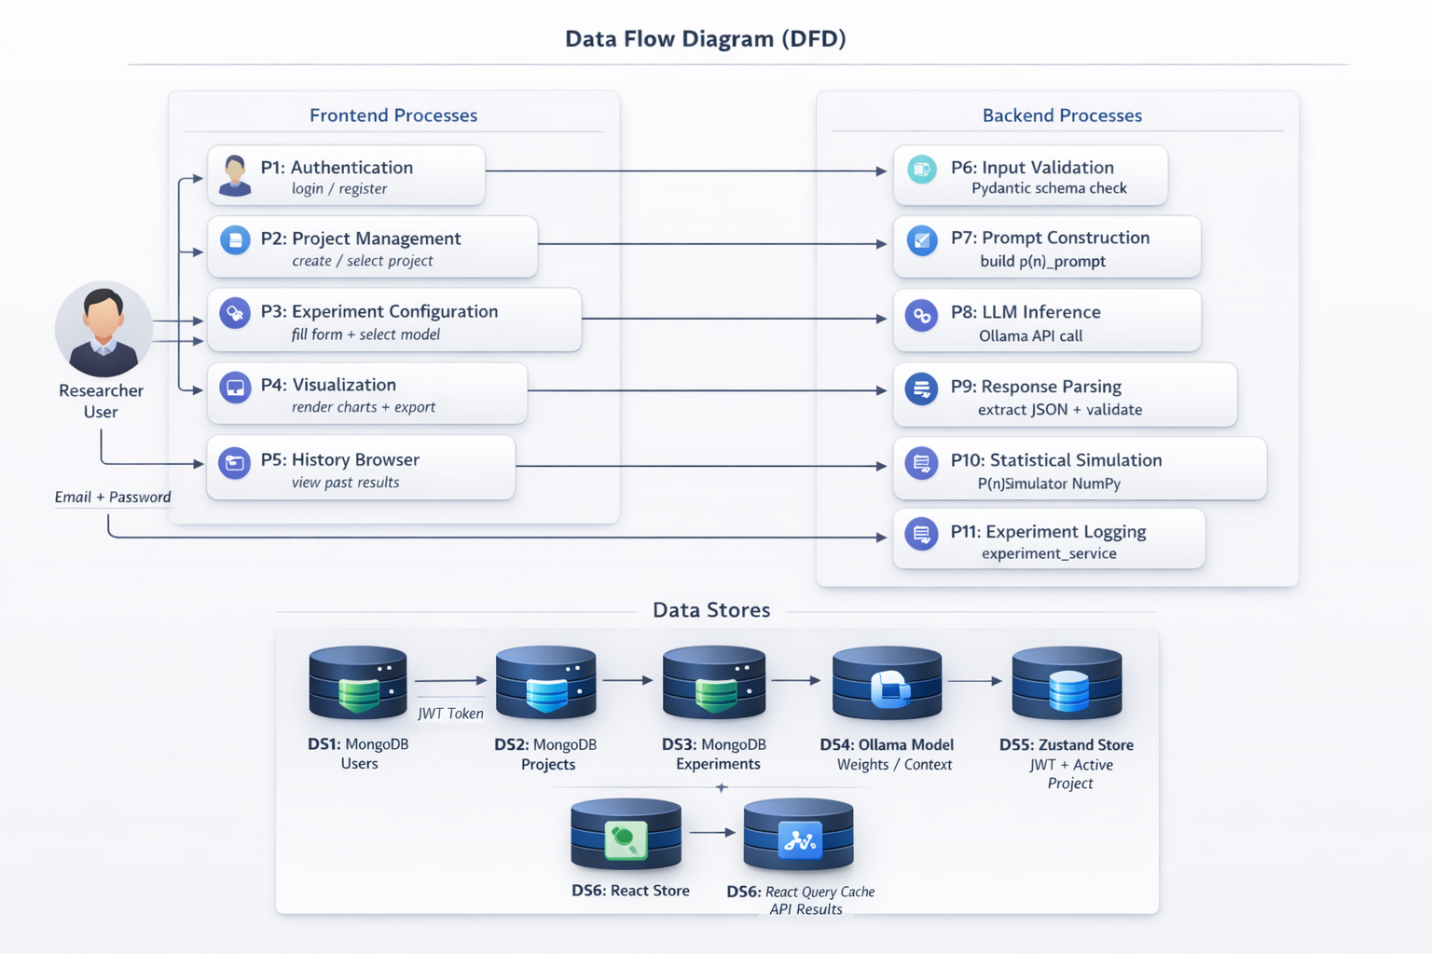 Data Flow Diagram (DFD)
Frontend Processes
P1: Authentication
login / register
P2: Project Management
create / select project
P3: Experiment Configuration
fill form + select model
P4: Visualization
render charts + export
P5: History Browser
view past results
Researcher
User
Email + Password
Backend Processes
P6: Input Validation
Pydantic schema check
P7: Prompt Construction
build p(n)_prompt
P8: LLM Inference
Ollama API call
P9: Response Parsing
extract JSON + validate
P10: Statistical Simulation
P(n)Simulator NumPy
P11: Experiment Logging
experiment_service
Data Stores
JWT Token
DS1: MongoDB
Users
DS2: MongoDB
Projects
DS3: MongoDB
Experiments
D54: Ollama Model
Weights / Context
D55: Zustand Store
JWT + Active
Project
DS6: React Store
DS6: React Query Cache
API Results